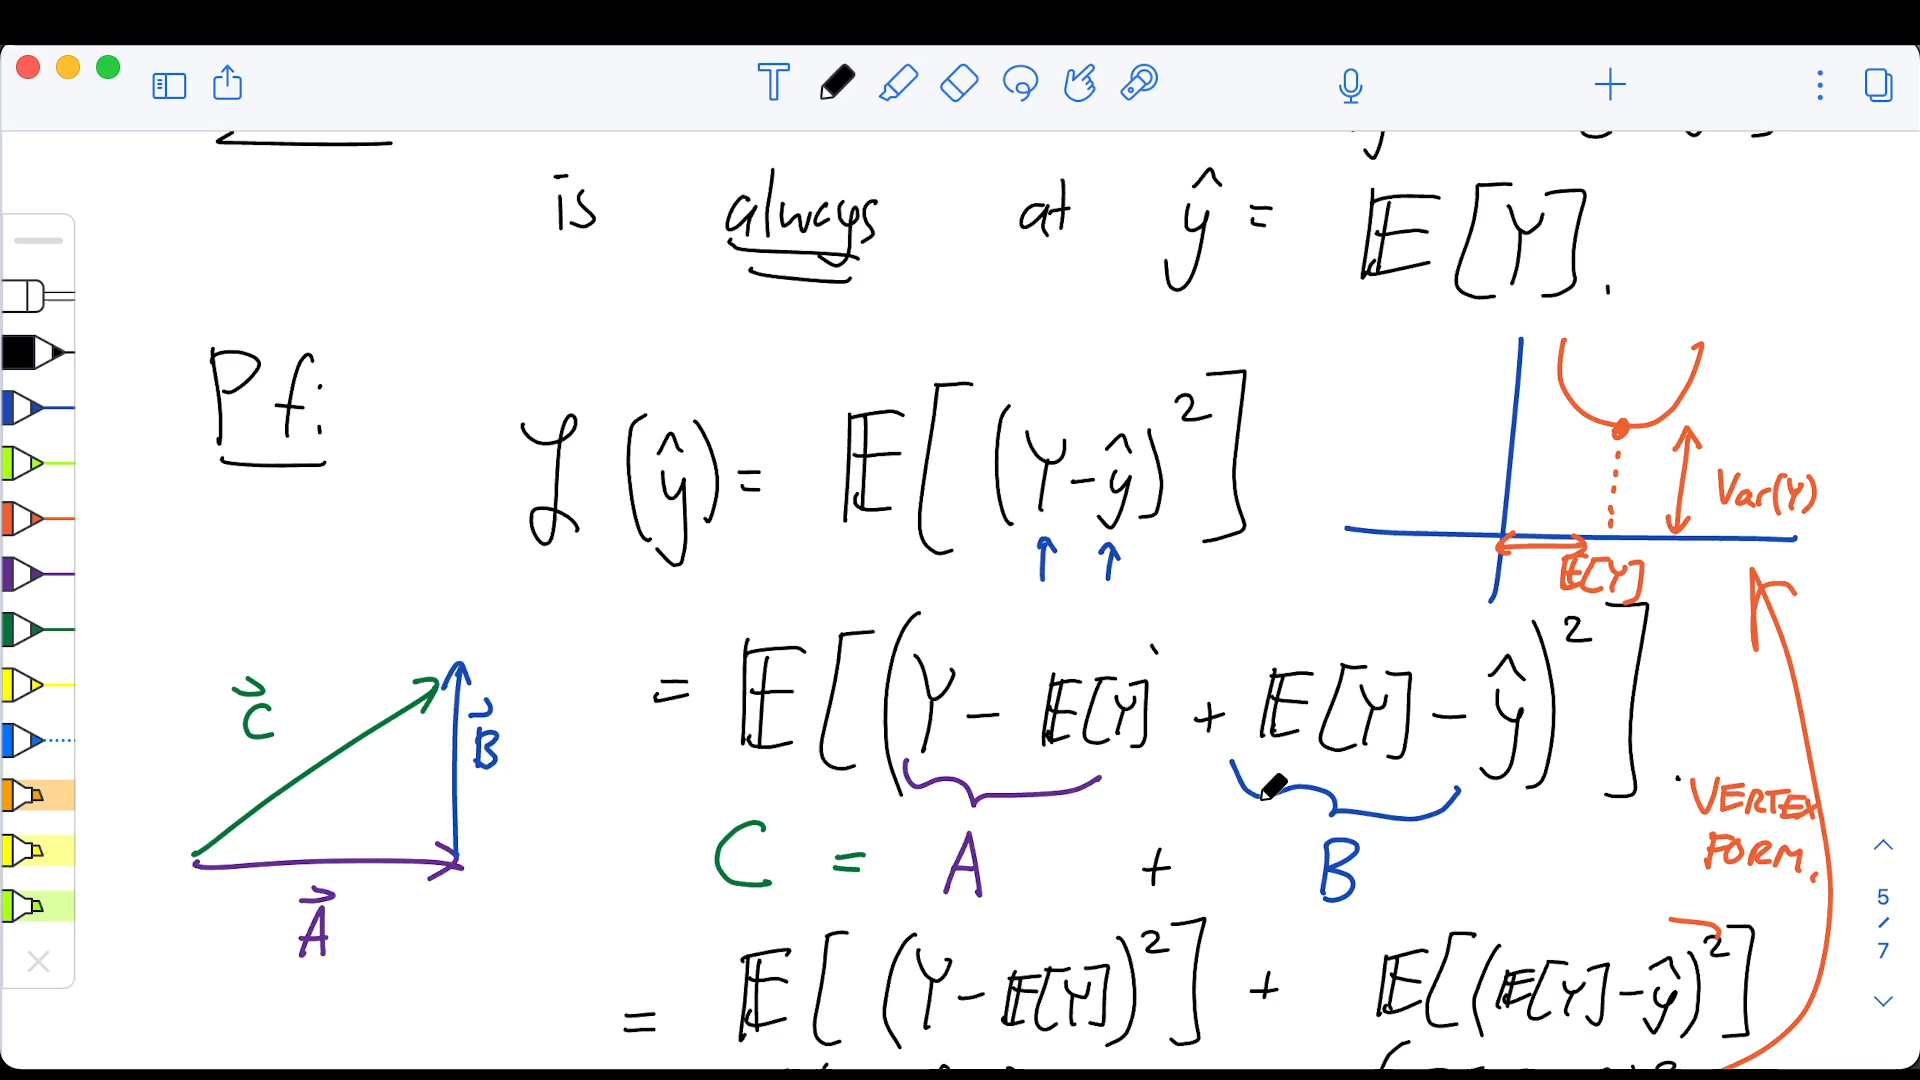 is always at ŷ = 𝔼[Y].
Pf:
ℒ(ŷ) = 𝔼[(Y-ŷ)²]
Var(Y)
𝔼[Y]
= 𝔼[(Y - 𝔼[Y] + 𝔼[Y] - ŷ)²].
C⃗
B⃗
A⃗
C = A + B
VERTEX
FORM.
= 𝔼[(Y-𝔼[Y])²] + 𝔼[(𝔼[Y]-ŷ)²]
5
/
7